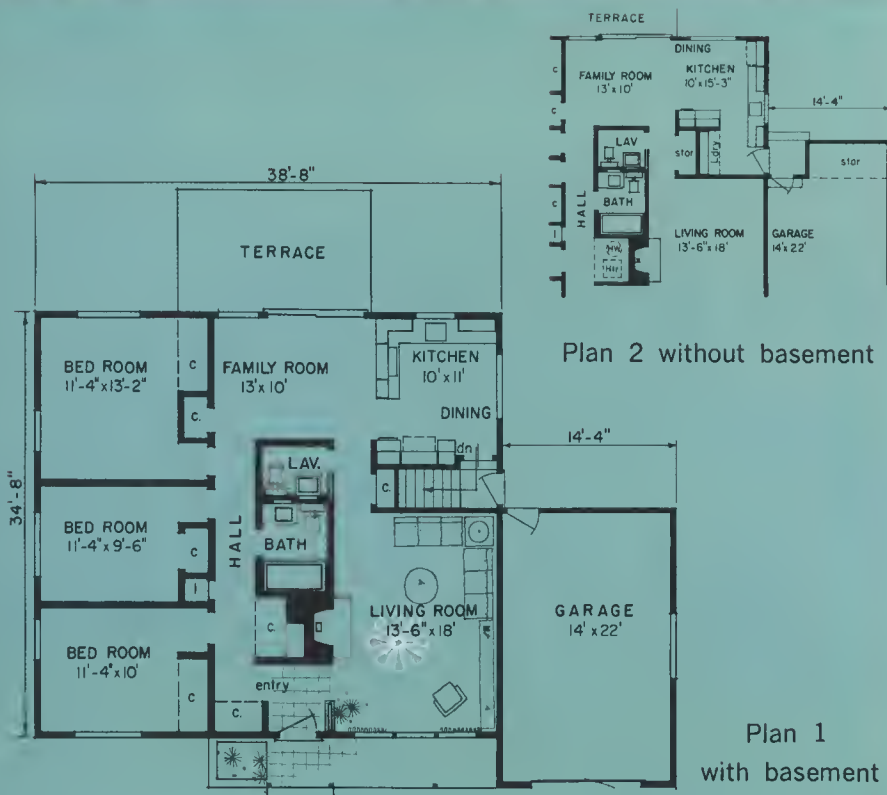 TERRACE
DINING
FAMILY ROOM
13'x10'
KITCHEN
10'x15'-3"
14'-4"
C
C
LAV
stor
Ldry
stor
C
HALL
BATH
l
LIVING ROOM
13'-6"x18'
GARAGE
14'x22'
HW
Plan 2 without basement
38'-8"
TERRACE
34'-8"
BED ROOM
11'-4"x13'-2"
C
C.
FAMILY ROOM
13'x10'
KITCHEN
10'x11'
DINING
dn
14'-4"
LAV.
C.
BED ROOM
11'-4"x9'-6"
C
l
HALL
BATH
LIVING ROOM
13'-6"x18'
GARAGE
14'x22'
BED ROOM
11'-4"x10'
C
C.
entry
C.
Plan 1
with basement